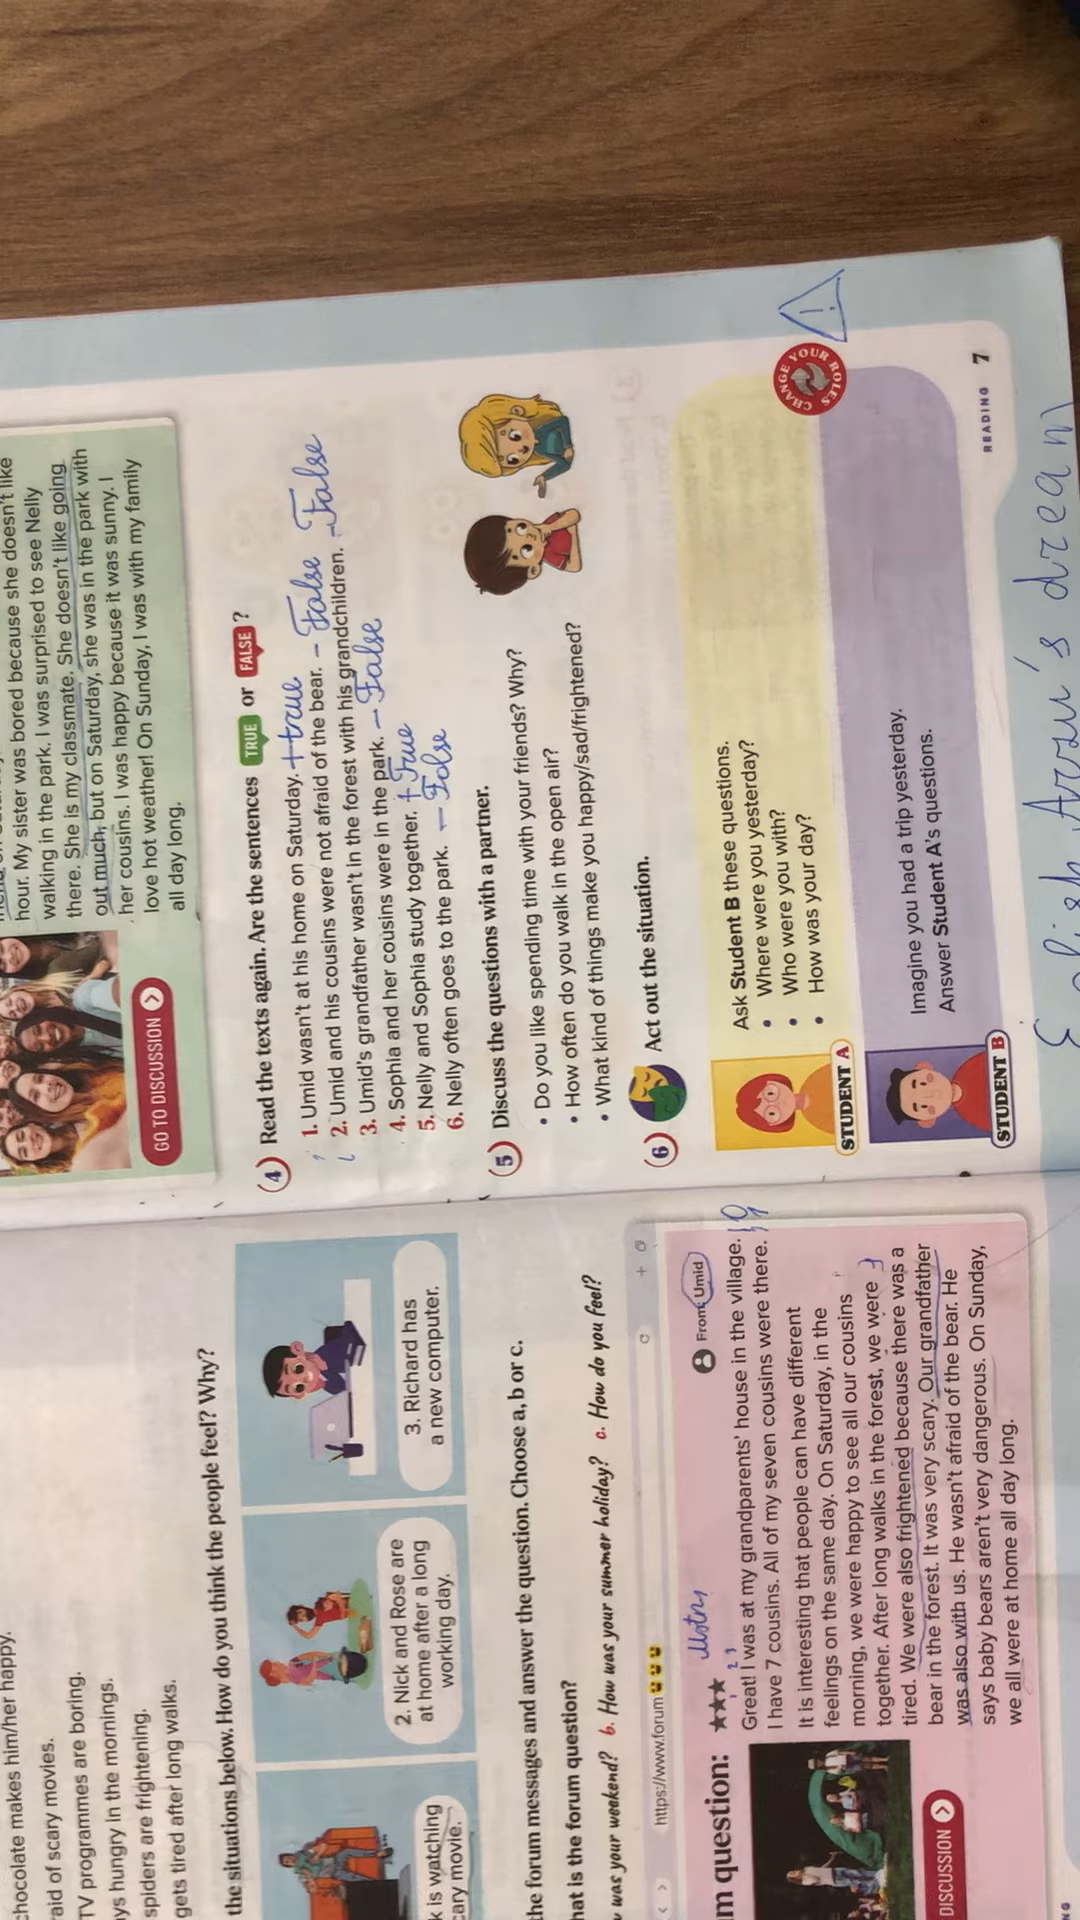 chocolate makes him/her happy.
raid of scary movies.
TV programmes are boring.
ys hungry in the mornings.
spiders are frightening.
gets tired after long walks.
the situations below. How do you think the people feel? Why?
k is watching
cary movie.
2. Nick and Rose are
at home after a long
working day.
3. Richard has
a new computer.
the forum messages and answer the question. Choose a, b or c.
hat is the forum question?
w was your weekend? b. How was your summer holiday? c. How do you feel?
https://www.forum
m question:
★★★
From Umid
Great! I was at my grandparents' house in the village.
I have 7 cousins. All of my seven cousins were there.
It is interesting that people can have different
feelings on the same day. On Saturday, in the
morning, we were happy to see all our cousins
together. After long walks in the forest, we were
tired. We were also frightened because there was a
bear in the forest. It was very scary. Our grandfather
was also with us. He wasn't afraid of the bear. He
says baby bears aren't very dangerous. On Sunday,
we all were at home all day long.
DISCUSSION
hour. My sister was bored because she doesn't like
walking in the park. I was surprised to see Nelly
there. She is my classmate. She doesn't like going
out much, but on Saturday, she was in the park with
her cousins. I was happy because it was sunny. I
love hot weather! On Sunday, I was with my family
all day long.
GO TO DISCUSSION
4 Read the texts again. Are the sentences TRUE or FALSE ?
1. Umid wasn't at his home on Saturday. + true
2. Umid and his cousins were not afraid of the bear. - False
3. Umid's grandfather wasn't in the forest with his grandchildren. - False
4. Sophia and her cousins were in the park. - False
5. Nelly and Sophia study together. + True
6. Nelly often goes to the park. - False
5 Discuss the questions with a partner.
• Do you like spending time with your friends? Why?
• How often do you walk in the open air?
• What kind of things make you happy/sad/frightened?
6 Act out the situation.
Ask Student B these questions.
• Where were you yesterday?
• Who were you with?
• How was your day?
STUDENT A
CHANGE YOUR ROLES
!
Imagine you had a trip yesterday.
Answer Student A's questions.
STUDENT B
READING 7
dream